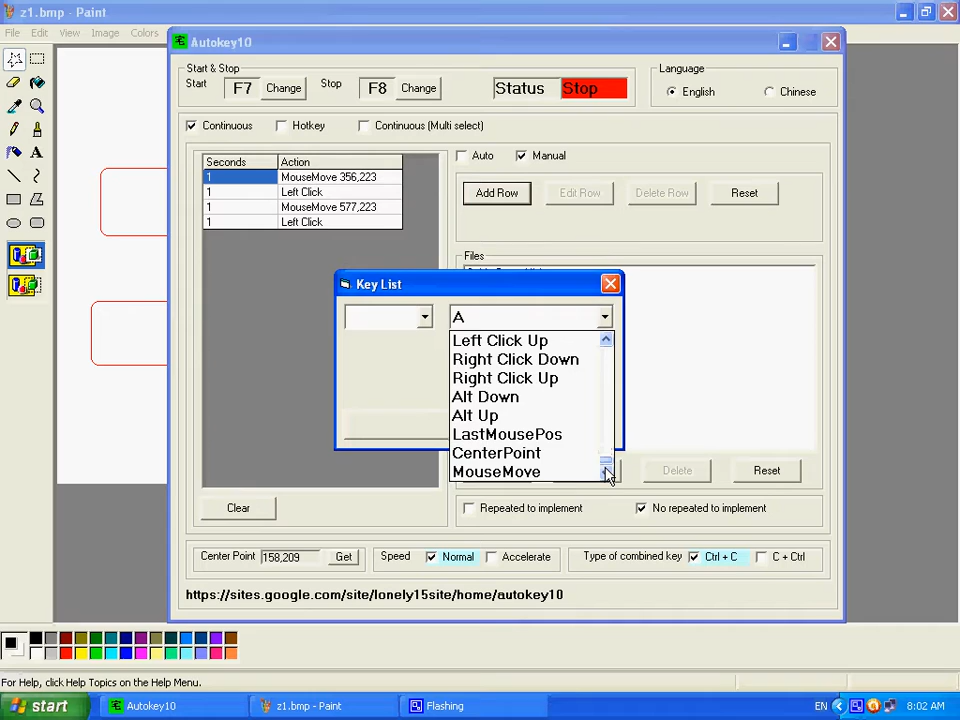 z1.bmp - Paint
File Edit View Image Colors
Autokey10
Start & Stop
Start F7 Change Stop F8 Change
Status Stop
Language
English Chinese
Continuous Hotkey Continuous (Multi select)
Seconds Action
1 MouseMove 356,223
1 Left Click
1 MouseMove 577,223
1 Left Click
Auto Manual
Add Row Edit Row Delete Row Reset
Files
Key List
A
Left Click Up
Right Click Down
Right Click Up
Alt Down
Alt Up
LastMousePos
CenterPoint
MouseMove
Delete Reset
Clear
Repeated to implement No repeated to implement
Center Point 158,209 Get
Speed Normal Accelerate
Type of combined key Ctrl + C C + Ctrl
https://sites.google.com/site/lonely15site/home/autokey10
For Help, click Help Topics on the Help Menu.
start Autokey10 z1.bmp - Paint Flashing EN 8:02 AM